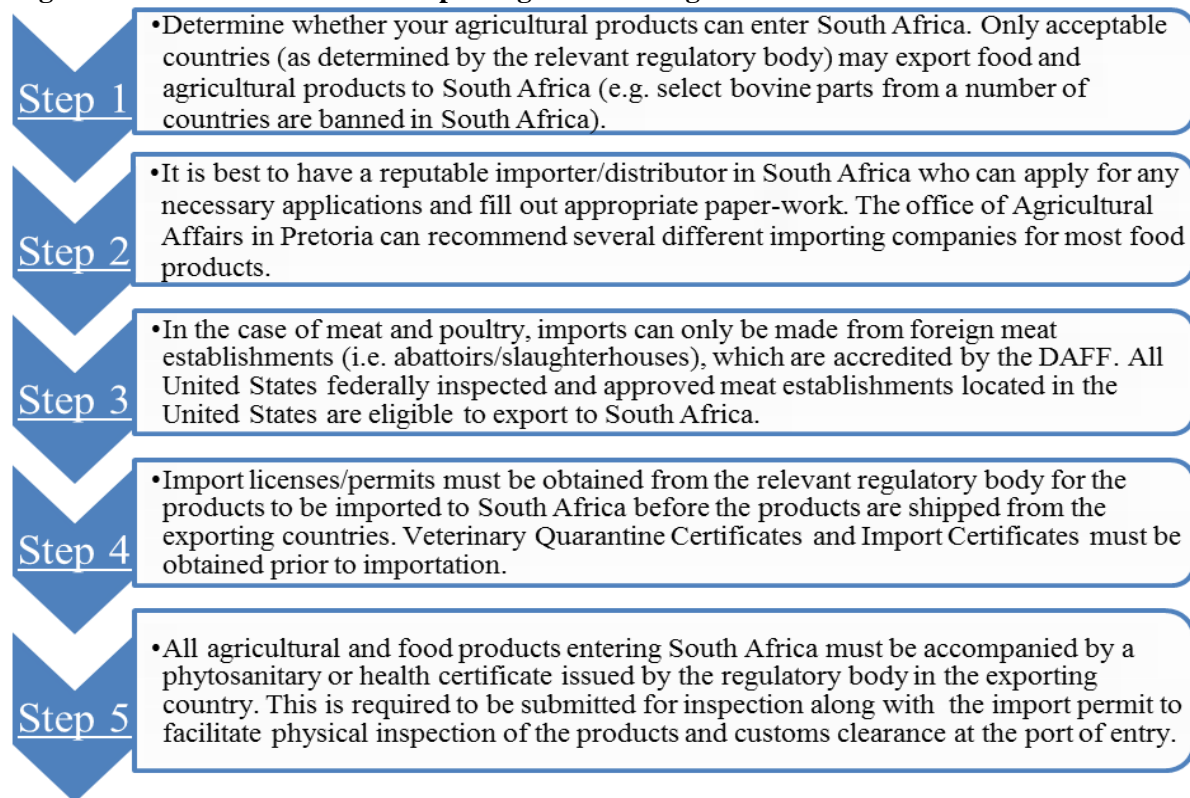 Step 1
•Determine whether your agricultural products can enter South Africa. Only acceptable
countries (as determined by the relevant regulatory body) may export food and
agricultural products to South Africa (e.g. select bovine parts from a number of
countries are banned in South Africa).
Step 2
•It is best to have a reputable importer/distributor in South Africa who can apply for any
necessary applications and fill out appropriate paper-work. The office of Agricultural
Affairs in Pretoria can recommend several different importing companies for most food
products.
Step 3
•In the case of meat and poultry, imports can only be made from foreign meat
establishments (i.e. abattoirs/slaughterhouses), which are accredited by the DAFF. All
United States federally inspected and approved meat establishments located in the
United States are eligible to export to South Africa.
Step 4
•Import licenses/permits must be obtained from the relevant regulatory body for the
products to be imported to South Africa before the products are shipped from the
exporting countries. Veterinary Quarantine Certificates and Import Certificates must be
obtained prior to importation.
Step 5
•All agricultural and food products entering South Africa must be accompanied by a
phytosanitary or health certificate issued by the regulatory body in the exporting
country. This is required to be submitted for inspection along with the import permit to
facilitate physical inspection of the products and customs clearance at the port of entry.